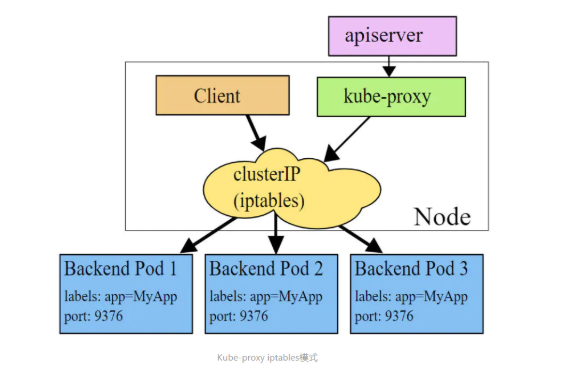 apiserver
Client
kube-proxy
clusterIP
(iptables)
Node
Backend Pod 1
labels: app=MyApp
port: 9376
Backend Pod 2
labels: app=MyApp
port: 9376
Backend Pod 3
labels: app=MyApp
port: 9376
Kube-proxy iptables模式